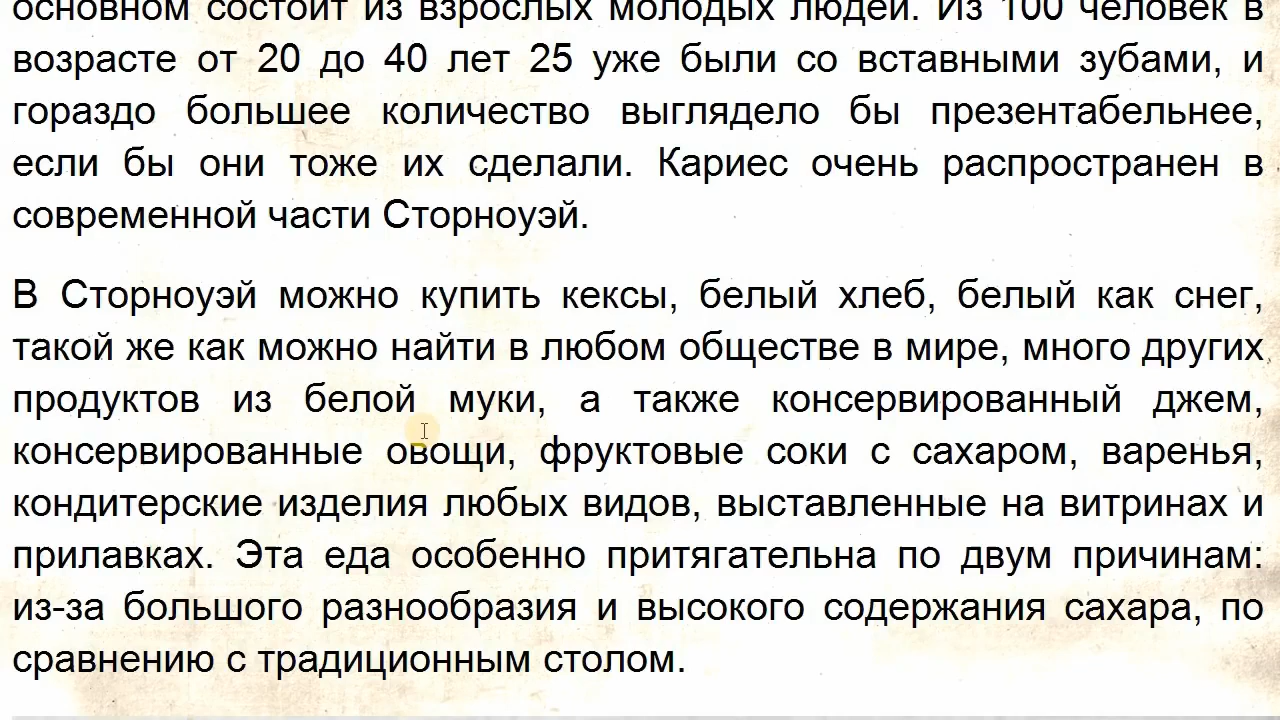 основном состоит из взрослых молодых людей. Из 100 человек в
возрасте от 20 до 40 лет 25 уже были со вставными зубами, и
гораздо большее количество выглядело бы презентабельнее,
если бы они тоже их сделали. Кариес очень распространен в
современной части Сторноуэй.
В Сторноуэй можно купить кексы, белый хлеб, белый как снег,
такой же как можно найти в любом обществе в мире, много других
продуктов из белой муки, а также консервированный джем,
консервированные овощи, фруктовые соки с сахаром, варенья,
кондитерские изделия любых видов, выставленные на витринах и
прилавках. Эта еда особенно притягательна по двум причинам:
из-за большого разнообразия и высокого содержания сахара, по
сравнению с традиционным столом.